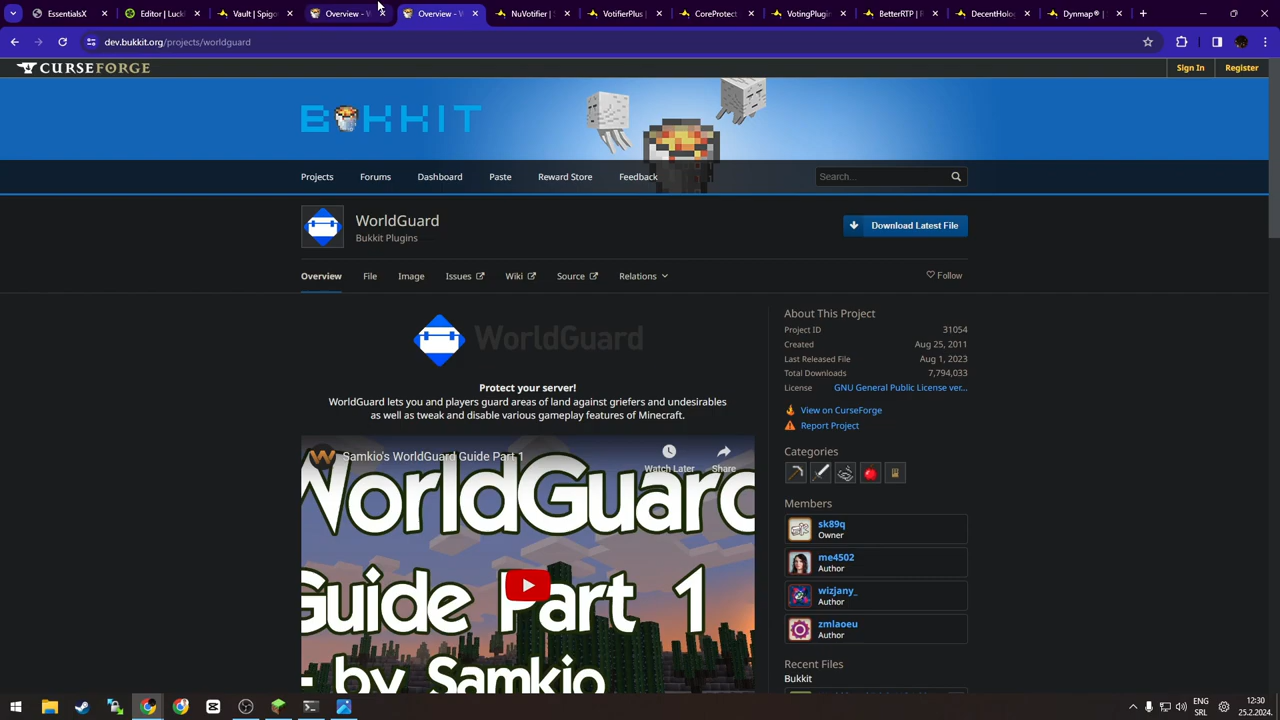 EssentialsX
Editor | Luck
Vault | Spigo
Overview - W
Overview - W
NuVotifier | S
VotifierPlus |
CoreProtect
VotingPlugin
BetterRTP | R
DecentHolog
Dynmap® | S
dev.bukkit.org/projects/worldguard
CURSEFORGE
Sign In
Register
BUKKIT
Projects
Forums
Dashboard
Paste
Reward Store
Feedback
Search...
WorldGuard
Bukkit Plugins
Download Latest File
Overview
File
Image
Issues
Wiki
Source
Relations
Follow
WorldGuard
Protect your server!
WorldGuard lets you and players guard areas of land against griefers and undesirables
as well as tweak and disable various gameplay features of Minecraft.
Samkio's WorldGuard Guide Part 1
Watch Later
Share
WorldGuard
Guide Part 1
- by Samkio
About This Project
Project ID 31054
Created Aug 25, 2011
Last Released File Aug 1, 2023
Total Downloads 7,794,033
License GNU General Public License ver...
View on CurseForge
Report Project
Categories
Members
sk89q
Owner
me4502
Author
wizjany_
Author
zmlaoeu
Author
Recent Files
Bukkit
ENG
SRL
12:30
25.2.2024.